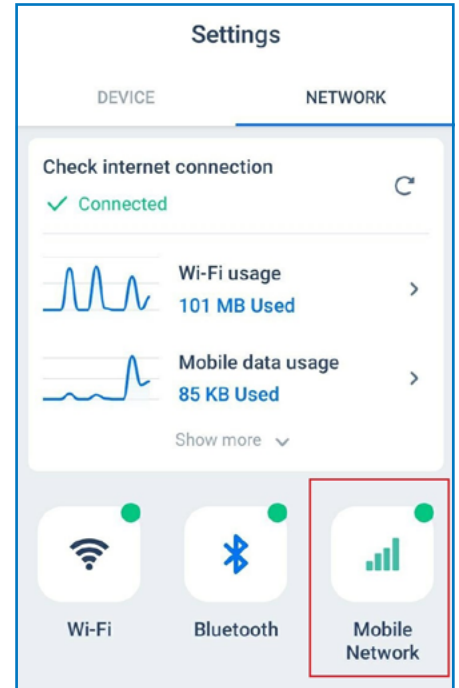 Settings
DEVICE
NETWORK
Check internet connection
Connected
Wi-Fi usage
101 MB Used
Mobile data usage
85 KB Used
Show more
Wi-Fi
Bluetooth
Mobile
Network